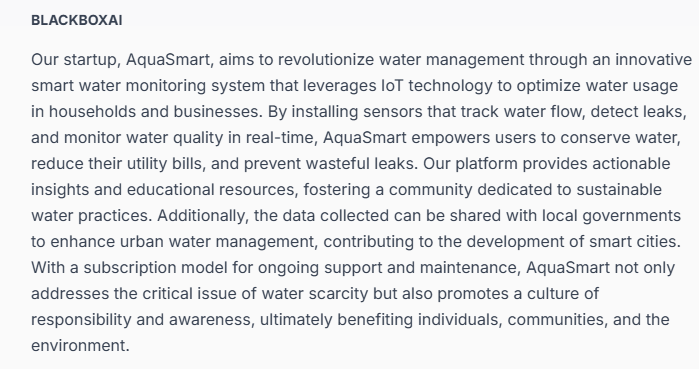 BLACKBOXAI
Our startup, AquaSmart, aims to revolutionize water management through an innovative
smart water monitoring system that leverages IoT technology to optimize water usage
in households and businesses. By installing sensors that track water flow, detect leaks,
and monitor water quality in real-time, AquaSmart empowers users to conserve water,
reduce their utility bills, and prevent wasteful leaks. Our platform provides actionable
insights and educational resources, fostering a community dedicated to sustainable
water practices. Additionally, the data collected can be shared with local governments
to enhance urban water management, contributing to the development of smart cities.
With a subscription model for ongoing support and maintenance, AquaSmart not only
addresses the critical issue of water scarcity but also promotes a culture of
responsibility and awareness, ultimately benefiting individuals, communities, and the
environment.